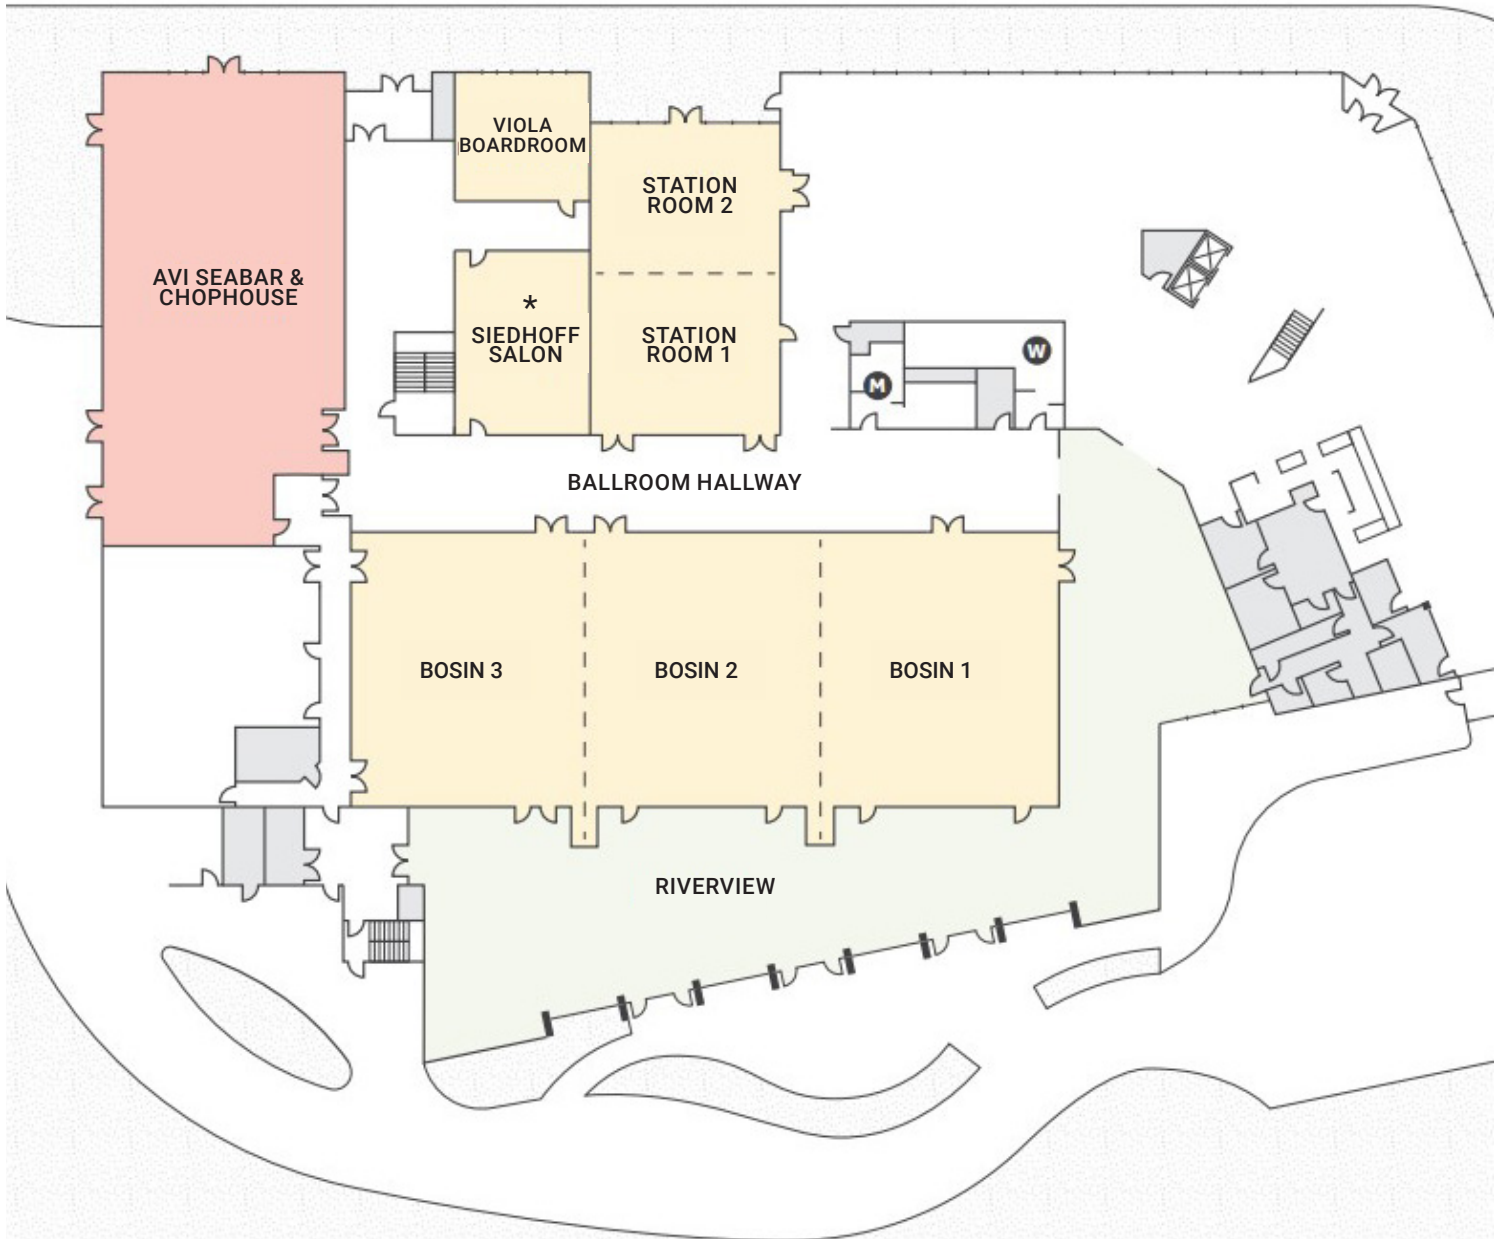 VIOLA
BOARDROOM
STATION
ROOM 2
AVI SEABAR &
CHOPHOUSE
*
SIEDHOFF
SALON
STATION
ROOM 1
W
M
BALLROOM HALLWAY
BOSIN 3
BOSIN 2
BOSIN 1
RIVERVIEW